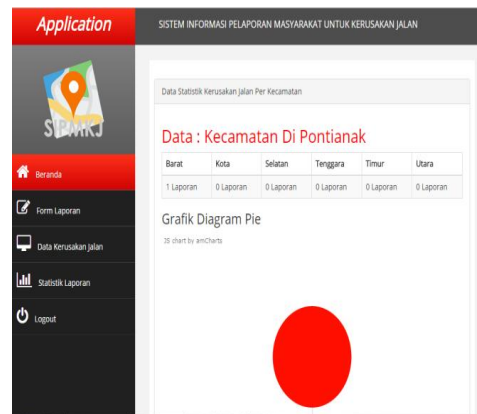 Application
SISTEM INFORMASI PELAPORAN MASYARAKAT UNTUK KERUSAKAN JALAN
SIPMKJ
Beranda
Form Laporan
Data Kerusakan Jalan
Statistik Laporan
Logout
Data Statistik Kerusakan Jalan Per Kecamatan
Data : Kecamatan Di Pontianak
Barat Kota Selatan Tenggara Timur Utara
1 Laporan 0 Laporan 0 Laporan 0 Laporan 0 Laporan 0 Laporan
Grafik Diagram Pie
JS chart by amCharts